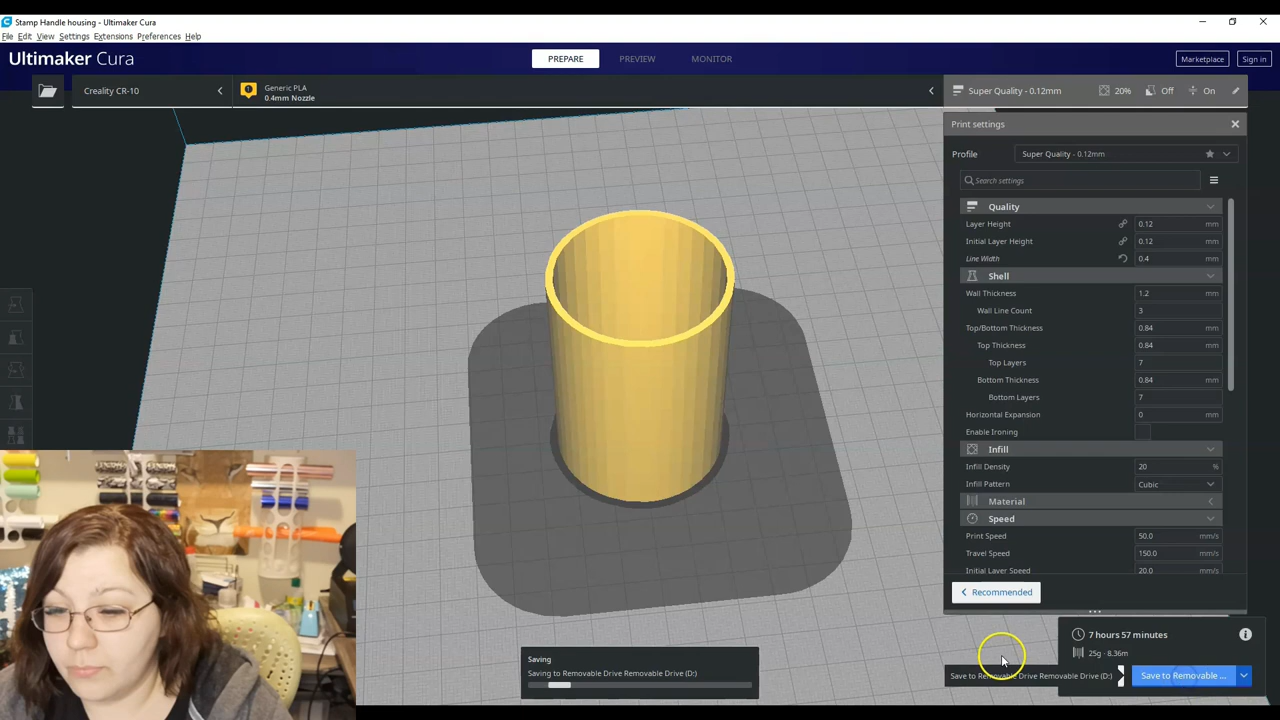 Stamp Handle housing - Ultimaker Cura
File Edit View Settings Extensions Preferences Help
Ultimaker Cura
PREPARE
PREVIEW
MONITOR
Marketplace
Sign in
Creality CR-10
1
Generic PLA
0.4mm Nozzle
Super Quality - 0.12mm
20%
Off
On
Print settings
Profile
Super Quality - 0.12mm
Search settings
Quality
Layer Height 0.12 mm
Initial Layer Height 0.12 mm
Line Width 0.4 mm
Shell
Wall Thickness 1.2 mm
Wall Line Count 3
Top/Bottom Thickness 0.84 mm
Top Thickness 0.84 mm
Top Layers 7
Bottom Thickness 0.84 mm
Bottom Layers 7
Horizontal Expansion 0 mm
Enable Ironing
Infill
Infill Density 20 %
Infill Pattern Cubic
Material
Speed
Print Speed 50.0 mm/s
Travel Speed 150.0 mm/s
Initial Layer Speed 20.0 mm/s
Recommended
7 hours 57 minutes
25g · 8.36m
Saving
Saving to Removable Drive Removable Drive (D:)
Save to Removable Drive Removable Drive (D:)
Save to Removable ...